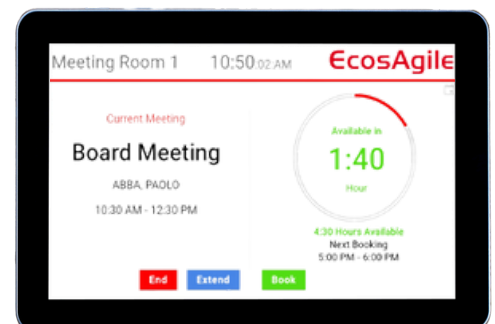 Meeting Room 1 10:50:02 AM EcosAgile
Current Meeting
Board Meeting
ABBA, PAOLO
10:30 AM - 12:30 PM
Available in
1:40
Hour
4:30 Hours Available
Next Booking
5:00 PM - 6:00 PM
End Extend Book